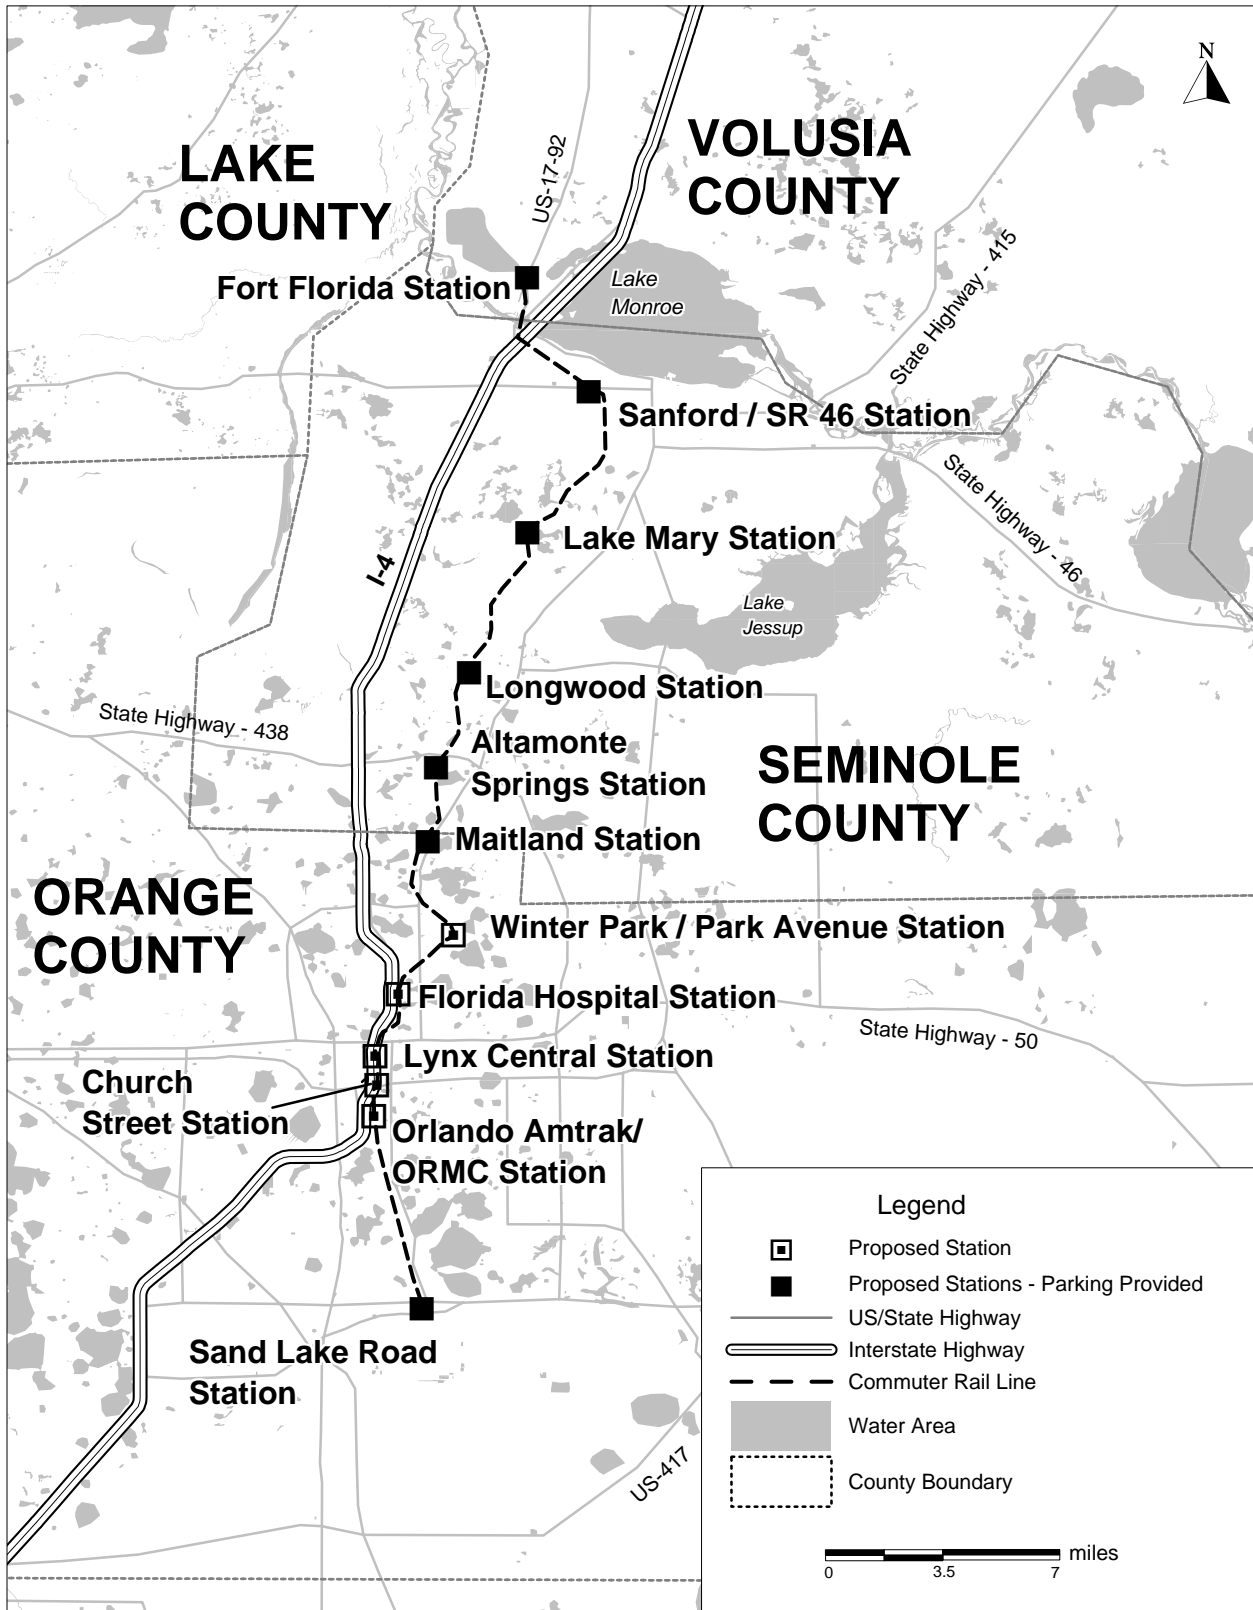 N
LAKE
COUNTY
VOLUSIA
COUNTY
US-17-92
Lake
Monroe
Fort Florida Station
State Highway - 415
Sanford / SR 46 Station
State Highway - 46
I-4
Lake Mary Station
Lake
Jessup
Longwood Station
State Highway - 438
Altamonte
Springs Station
SEMINOLE
COUNTY
Maitland Station
ORANGE
COUNTY
Winter Park / Park Avenue Station
Florida Hospital Station
State Highway - 50
Lynx Central Station
Church
Street Station
Orlando Amtrak/
ORMC Station
Sand Lake Road
Station
US-417
Legend
Proposed Station
Proposed Stations - Parking Provided
US/State Highway
Interstate Highway
Commuter Rail Line
Water Area
County Boundary
miles
0 3.5 7